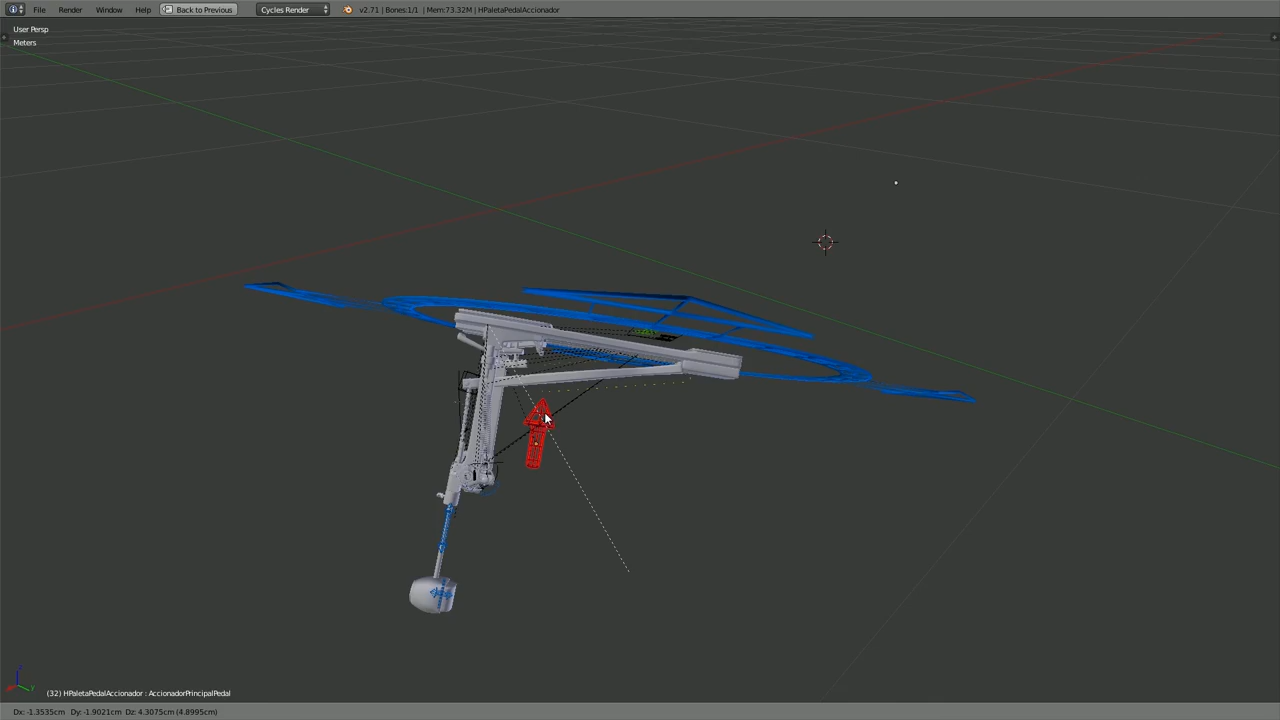 File Render Window Help Back to Previous Cycles Render v2.71 | Bones:1/1 | Mem:73.32M | HPaletaPedalAccionador
User Persp
Meters
(32) HPaletaPedalAccionador : AccionadorPrincipalPedal
Dx: -1.3535cm Dy: -1.9021cm Dz: 4.3075cm (4.8995cm)